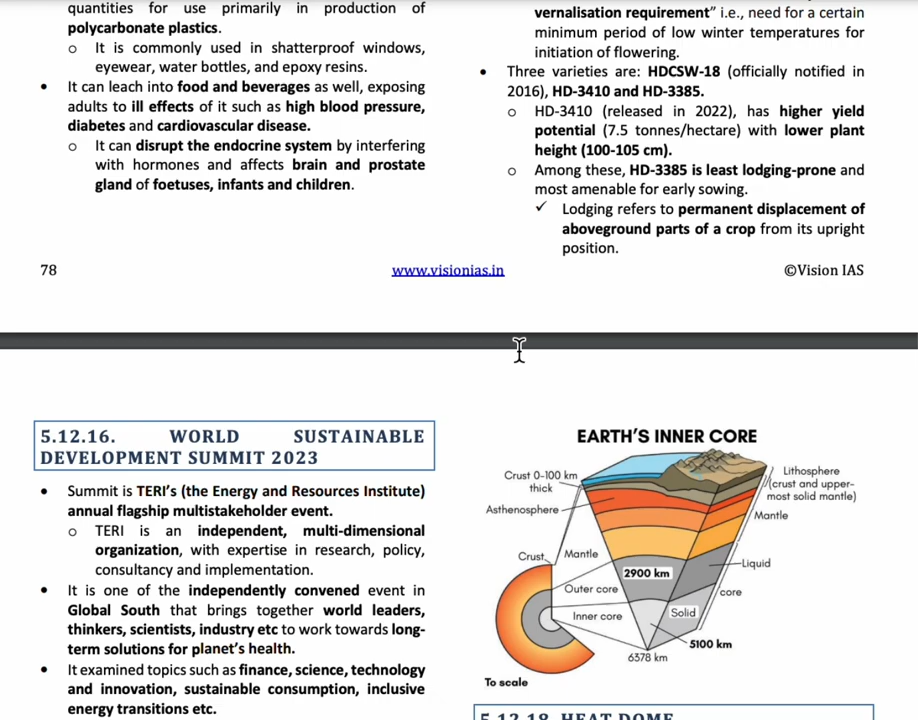 quantities for use primarily in production of
polycarbonate plastics.
o It is commonly used in shatterproof windows,
eyewear, water bottles, and epoxy resins.
• It can leach into food and beverages as well, exposing
adults to ill effects of it such as high blood pressure,
diabetes and cardiovascular disease.
o It can disrupt the endocrine system by interfering
with hormones and affects brain and prostate
gland of foetuses, infants and children.
vernalisation requirement” i.e., need for a certain
minimum period of low winter temperatures for
initiation of flowering.
• Three varieties are: HDCSW-18 (officially notified in
2016), HD-3410 and HD-3385.
o HD-3410 (released in 2022), has higher yield
potential (7.5 tonnes/hectare) with lower plant
height (100-105 cm).
o Among these, HD-3385 is least lodging-prone and
most amenable for early sowing.
✓ Lodging refers to permanent displacement of
aboveground parts of a crop from its upright
position.
78 www.visionias.in ©Vision IAS
5.12.16. WORLD SUSTAINABLE
DEVELOPMENT SUMMIT 2023
• Summit is TERI’s (the Energy and Resources Institute)
annual flagship multistakeholder event.
o TERI is an independent, multi-dimensional
organization, with expertise in research, policy,
consultancy and implementation.
• It is one of the independently convened event in
Global South that brings together world leaders,
thinkers, scientists, industry etc to work towards long-
term solutions for planet’s health.
• It examined topics such as finance, science, technology
and innovation, sustainable consumption, inclusive
energy transitions etc.
EARTH’S INNER CORE
Crust 0-100 km
thick
Asthenosphere
Lithosphere
(crust and upper-
most solid mantle)
Mantle
Crust
Mantle
Liquid
2900 km
Outer core
core
Inner core
Solid
5100 km
6378 km
To scale
5.12.18. HEAT DOME